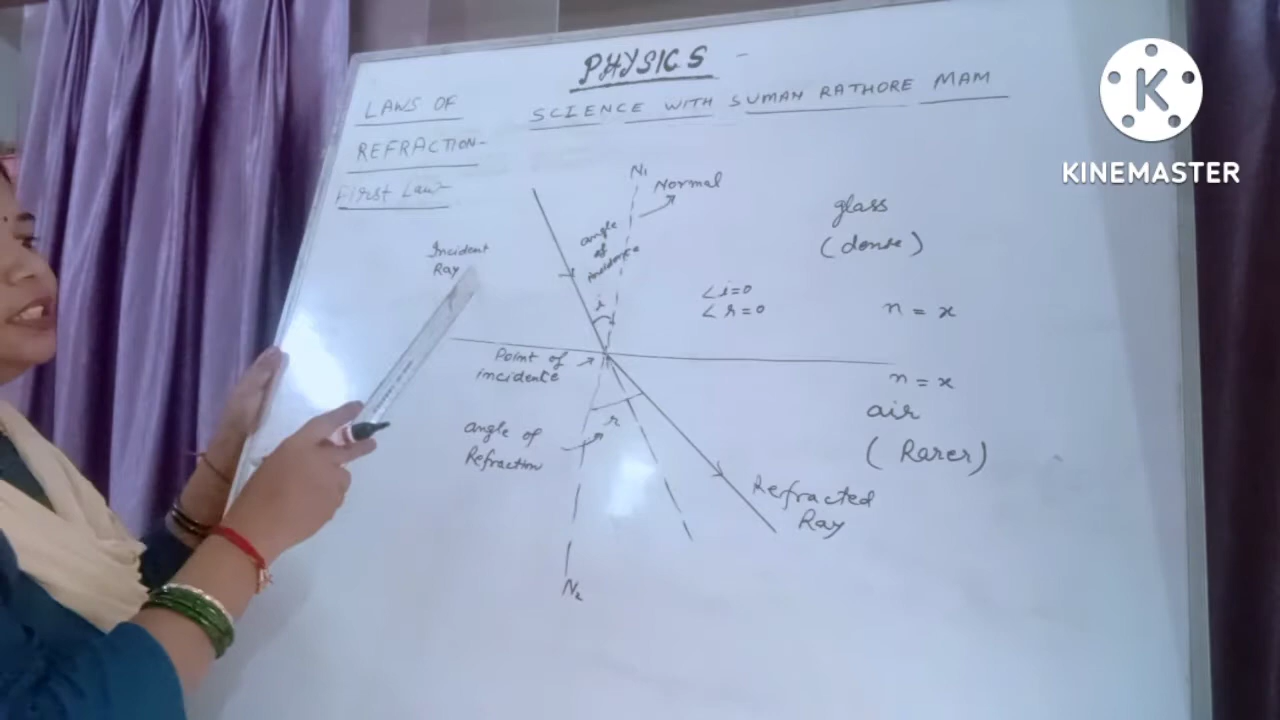 PHYSICS -
SCIENCE WITH SUMAN RATHORE MAM
LAWS OF
REFRACTION-
First Law-
N₁
Normal
Incident
Ray
angle
of
incidence
i
glass
(dense)
∠i=0
∠r=0
n = x
Point of
incidence
n = x
air
(Rarer)
angle of
Refraction
r
Refracted
Ray
N₂
K
KINEMASTER